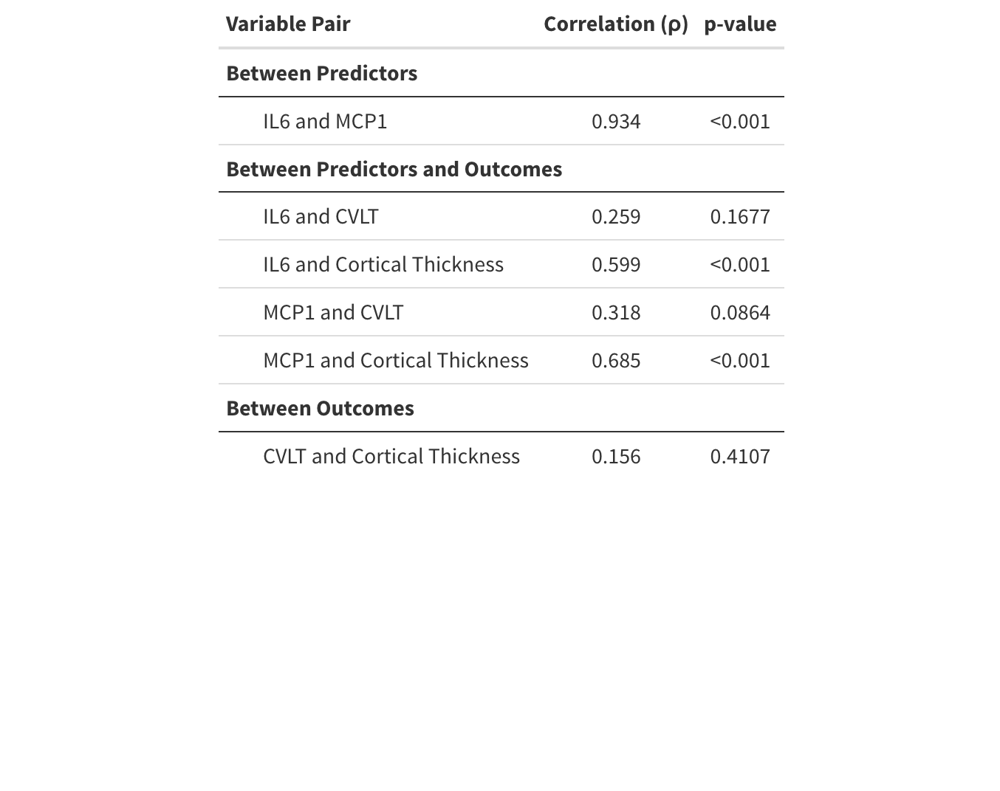 Variable Pair Correlation (ρ) p-value
Between Predictors
IL6 and MCP1 0.934 <0.001
Between Predictors and Outcomes
IL6 and CVLT 0.259 0.1677
IL6 and Cortical Thickness 0.599 <0.001
MCP1 and CVLT 0.318 0.0864
MCP1 and Cortical Thickness 0.685 <0.001
Between Outcomes
CVLT and Cortical Thickness 0.156 0.4107